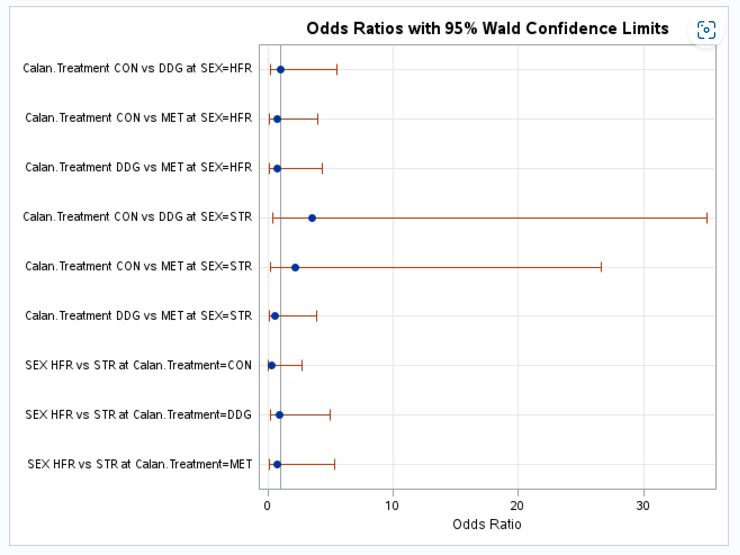 Odds Ratios with 95% Wald Confidence Limits
Calan.Treatment CON vs DDG at SEX=HFR
Calan.Treatment CON vs MET at SEX=HFR
Calan.Treatment DDG vs MET at SEX=HFR
Calan.Treatment CON vs DDG at SEX=STR
Calan.Treatment CON vs MET at SEX=STR
Calan.Treatment DDG vs MET at SEX=STR
SEX HFR vs STR at Calan.Treatment=CON
SEX HFR vs STR at Calan.Treatment=DDG
SEX HFR vs STR at Calan.Treatment=MET
0 10 20 30
Odds Ratio